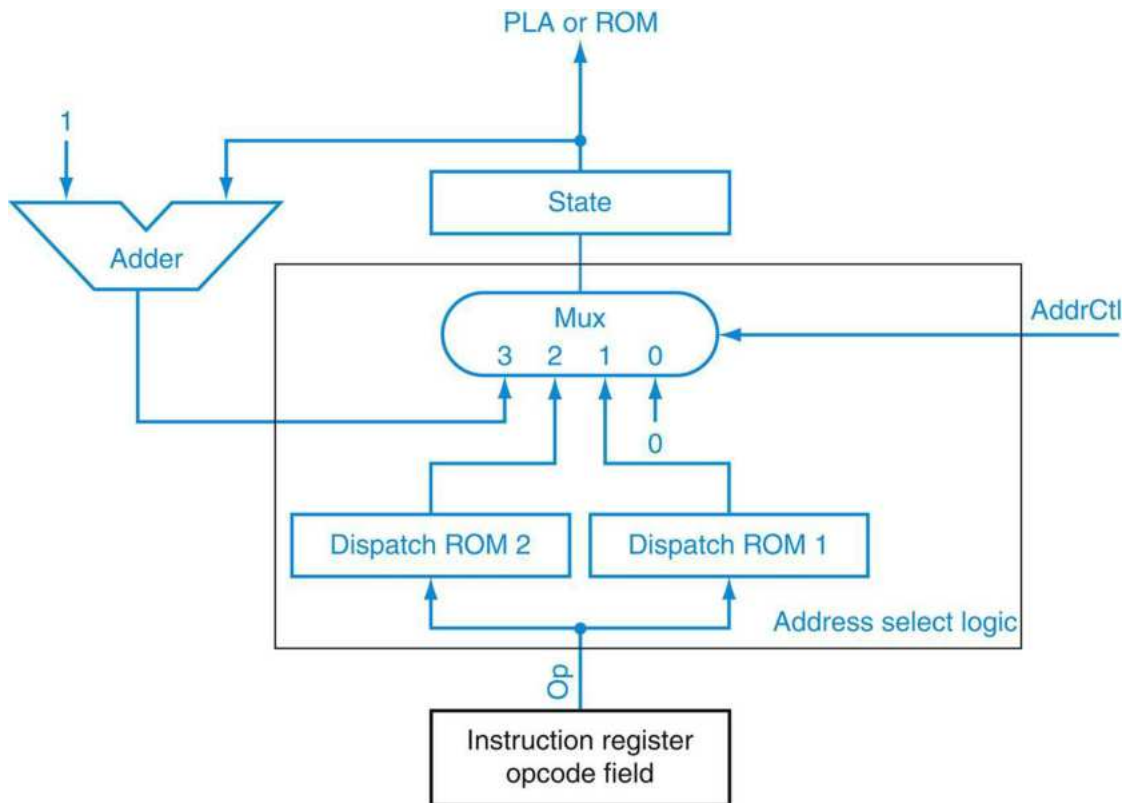 PLA or ROM
1
State
Adder
Mux
AddrCtl
3 2 1 0
0
Dispatch ROM 2
Dispatch ROM 1
Address select logic
Op
Instruction register
opcode field